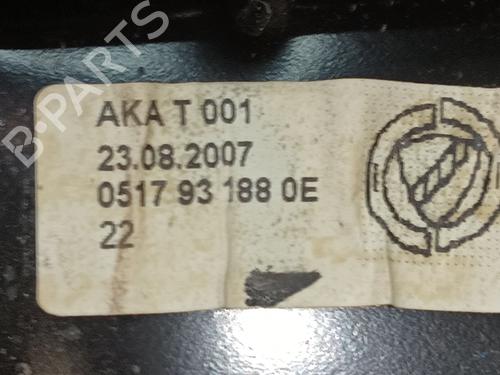 AKA T 001
23.08.2007
0517 93 188 0E
22
B-PARTS